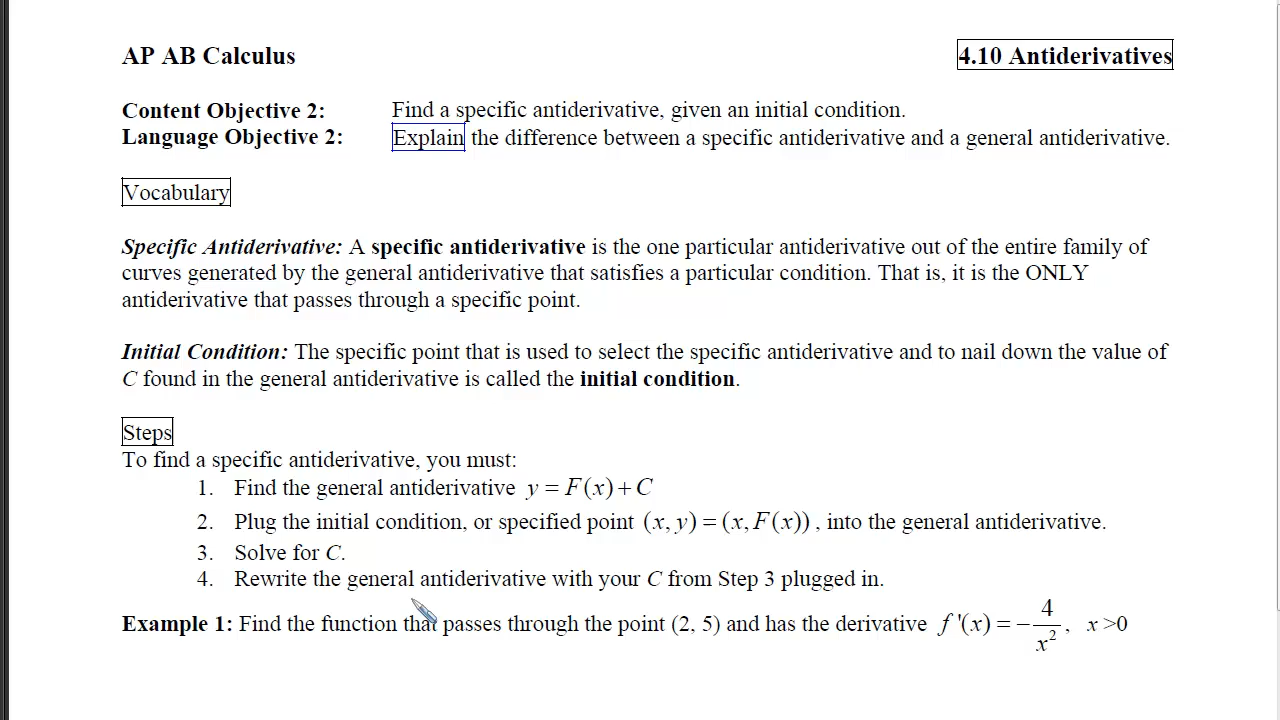 AP AB Calculus 4.10 Antiderivatives
Content Objective 2: Find a specific antiderivative, given an initial condition.
Language Objective 2: Explain the difference between a specific antiderivative and a general antiderivative.
Vocabulary
Specific Antiderivative: A specific antiderivative is the one particular antiderivative out of the entire family of
curves generated by the general antiderivative that satisfies a particular condition. That is, it is the ONLY
antiderivative that passes through a specific point.
Initial Condition: The specific point that is used to select the specific antiderivative and to nail down the value of
C found in the general antiderivative is called the initial condition.
Steps
To find a specific antiderivative, you must:
1. Find the general antiderivative y = F(x) + C
2. Plug the initial condition, or specified point (x, y) = (x, F(x)), into the general antiderivative.
3. Solve for C.
4. Rewrite the general antiderivative with your C from Step 3 plugged in.
Example 1: Find the function that passes through the point (2, 5) and has the derivative f '(x) = −4/x², x >0